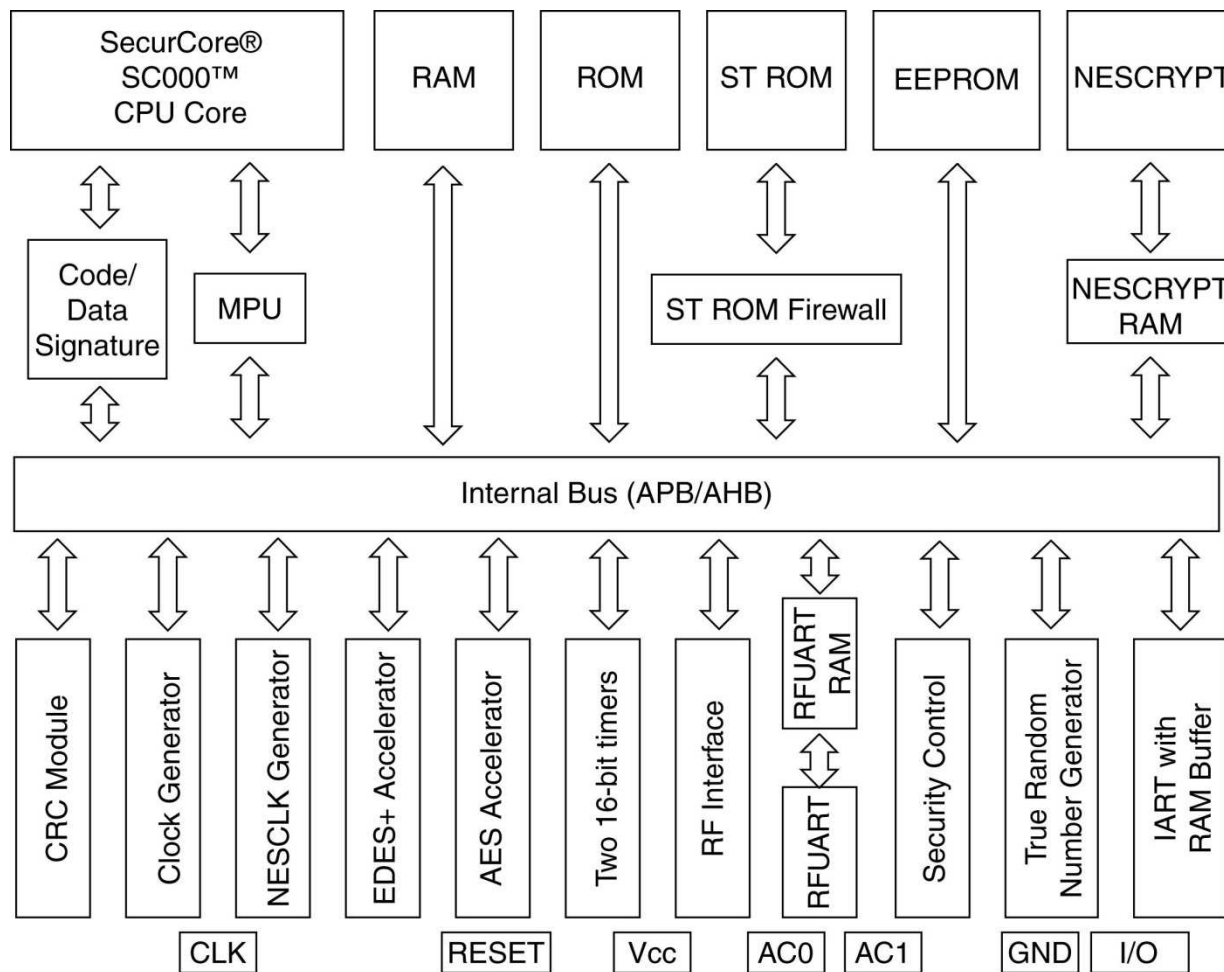 SecurCore®
SC000™
CPU Core
RAM
ROM
ST ROM
EEPROM
NESCRYPT
Code/
Data
Signature
MPU
ST ROM Firewall
NESCRYPT
RAM
Internal Bus (APB/AHB)
CRC Module
Clock Generator
NESCLK Generator
EDES+ Accelerator
AES Accelerator
Two 16-bit timers
RF Interface
RFUART
RAM
RFUART
Security Control
True Random
Number Generator
IART with
RAM Buffer
CLK
RESET
Vcc
AC0
AC1
GND
I/O